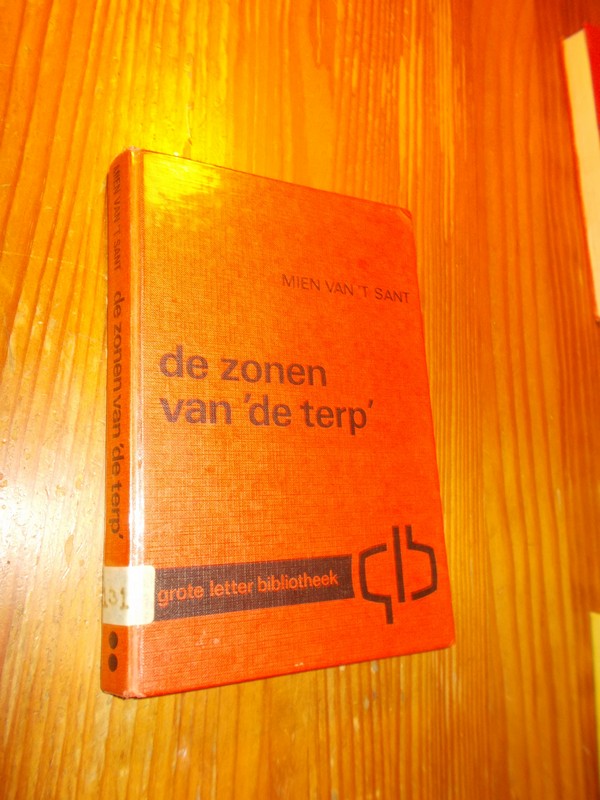 MIEN VAN 'T SANT
de zonen
van 'de terp'
grote letter bibliotheek
glb
MIEN VAN 'T SANT de zonen van 'de terp'